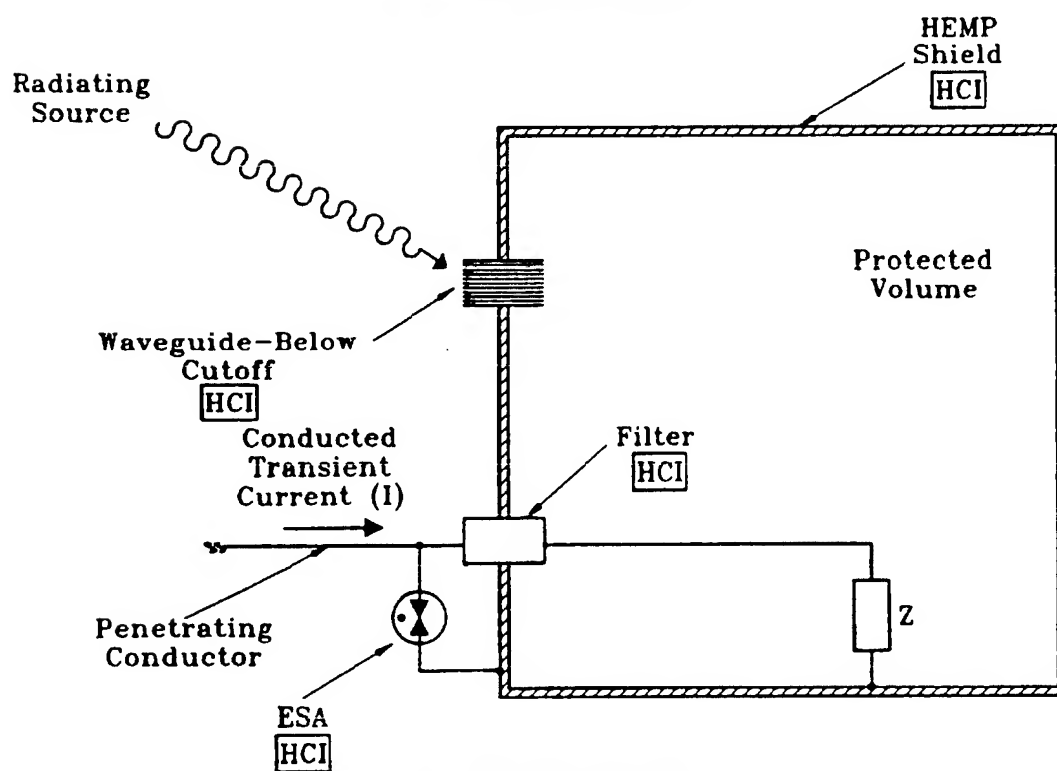 HEMP
Shield
HCI
Radiating
Source
Protected
Volume
Waveguide-Below
Cutoff
HCI
Conducted
Transient
Current (I)
Filter
HCI
Penetrating
Conductor
Z
ESA
HCI